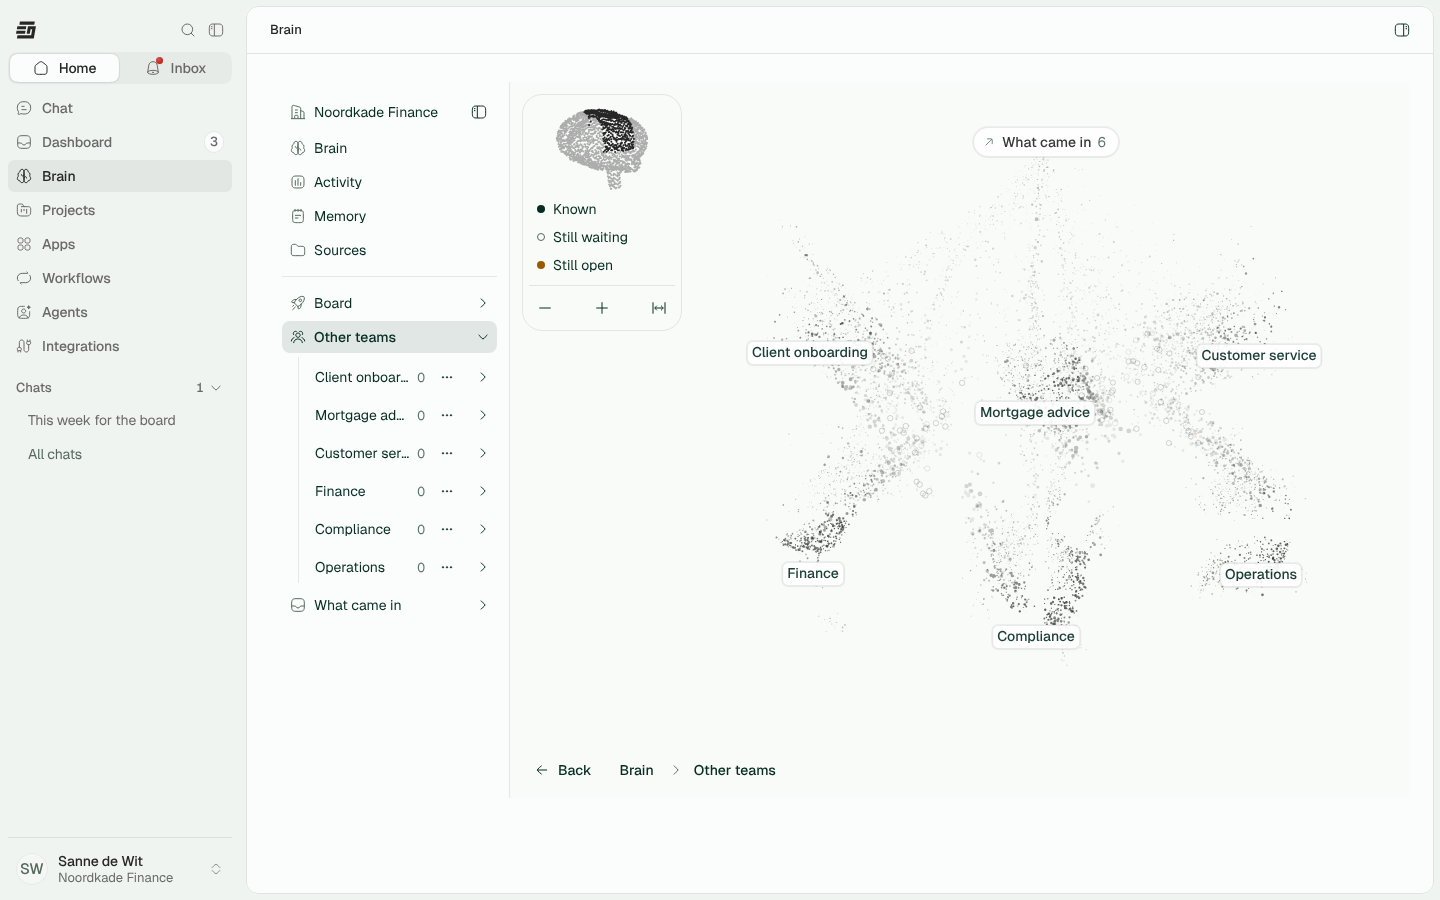 Home
Inbox
Chat
Dashboard
3
Brain
Projects
Apps
Workflows
Agents
Integrations
Chats
1
This week for the board
All chats
SW
Sanne de Wit
Noordkade Finance
Brain
Noordkade Finance
Brain
Activity
Memory
Sources
Board
Other teams
Client onboar... 0
Mortgage ad... 0
Customer ser... 0
Finance 0
Compliance 0
Operations 0
What came in
Known
Still waiting
Still open
What came in 6
Client onboarding
Customer service
Mortgage advice
Finance
Operations
Compliance
Back
Brain
Other teams